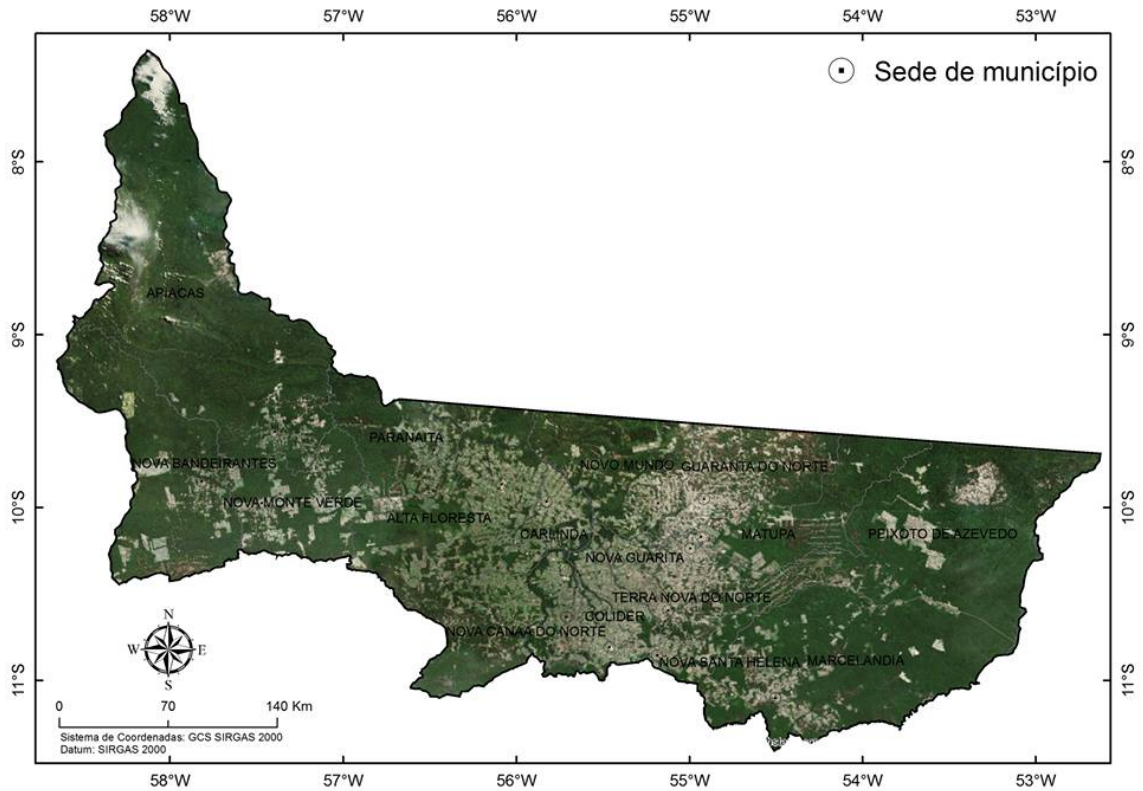 58°W 57°W 56°W 55°W 54°W 53°W
Sede de município
8°S 8°S
APIACAS
9°S 9°S
PARANAITA
NOVA BANDEIRANTES NOVO MUNDO GUARANTA DO NORTE
NOVA MONTE VERDE
10°S 10°S
ALTA FLORESTA
CARLINDA MATUPA PEIXOTO DE AZEVEDO
NOVA GUARITA
TERRA NOVA DO NORTE
COLIDER
NOVA CANAA DO NORTE
NOVA SANTA HELENA MARCELANDIA
N
W E
S
11°S 11°S
0 70 140 Km
Sistema de Coordenadas: GCS SIRGAS 2000
Datum: SIRGAS 2000
58°W 57°W 56°W 55°W 54°W 53°W